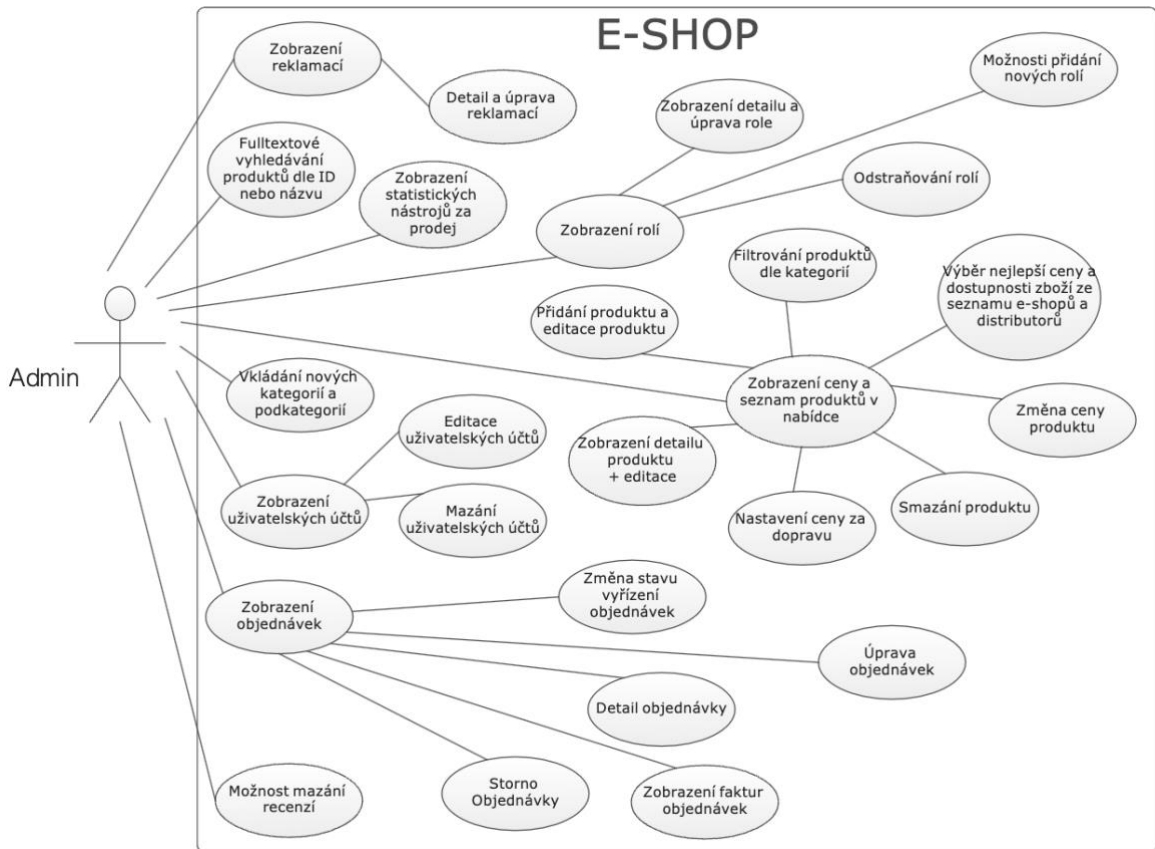 E-SHOP
Zobrazení
reklamací
Detail a úprava
reklamací
Možnosti přidání
nových rolí
Zobrazení detailu a
úprava role
Fulltextové
vyhledávání
produktů dle ID
nebo názvu
Zobrazení
statistických
nástrojů za
prodej
Odstraňování rolí
Zobrazení rolí
Filtrování produktů
dle kategorií
Výběr nejlepší ceny a
dostupnosti zboží ze
seznamu e-shopů a
distributorů
Přidání produktu a
editace produktu
Admin
Vkládání nových
kategorií a
podkategorií
Zobrazení ceny a
seznam produktů v
nabídce
Změna ceny
produktu
Editace
uživatelských účtů
Zobrazení detailu
produktu
+ editace
Zobrazení
uživatelských účtů
Mazání
uživatelských účtů
Nastavení ceny za
dopravu
Smazání produktu
Zobrazení
objednávek
Změna stavu
vyřízení
objednávek
Úprava
objednávek
Detail objednávky
Možnost mazání
recenzí
Storno
Objednávky
Zobrazení faktur
objednávek